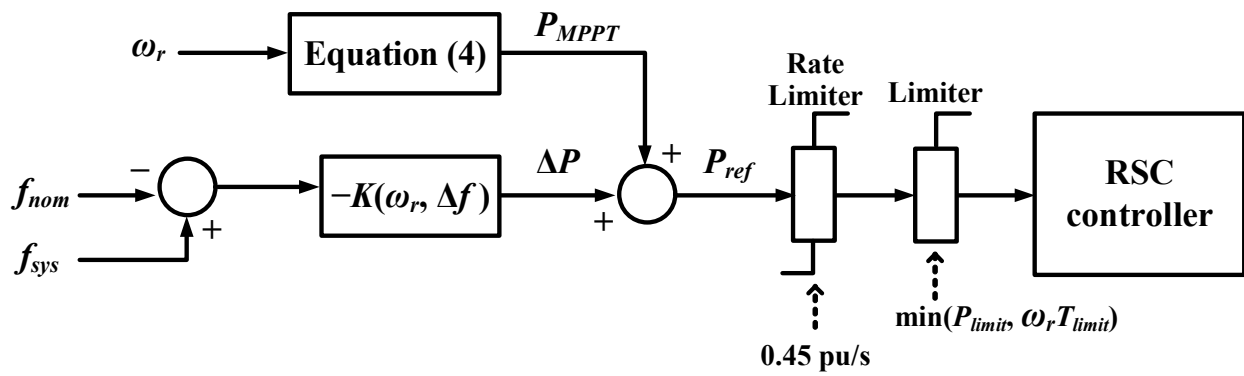 ω_r
Equation (4)
P_MPPT
Rate
Limiter
Limiter
f_nom
−
f_sys
+
−K(ω_r, Δf)
ΔP
+
+
P_ref
RSC
controller
0.45 pu/s
min(P_limit, ω_rT_limit)